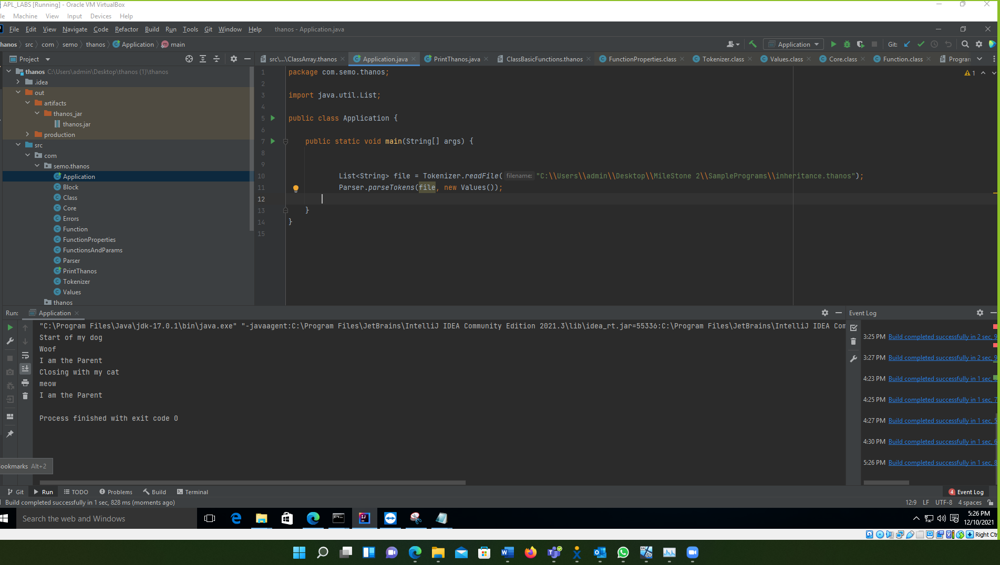 APL_LABS [Running] - Oracle VM VirtualBox
le Machine View Input Devices Help
File Edit View Navigate Code Refactor Build Run Tools Git Window Help thanos - Application.java
hanos src com semo thanos Application main
Application Git:
Project
src\...\ClassArray.thanos Application.java PrintThanos.java ClassBasicFunctions.thanos FunctionProperties.class Tokenizer.class Values.class Core.class Function.class Program
thanos C:\Users\admin\Desktop\thanos (1)\thanos
.idea
out
artifacts
thanos_jar
thanos.jar
production
src
com
semo.thanos
Application
Block
Class
Core
Errors
Function
FunctionProperties
FunctionsAndParams
Parser
PrintThanos
Tokenizer
Values
thanos
1 package com.semo.thanos;
2
3 import java.util.List;
4
5 public class Application {
6
7 public static void main(String[] args) {
8
9
10 List<String> file = Tokenizer.readFile( filename: "C:\\Users\\admin\\Desktop\\MileStone 2\\SamplePrograms\\inheritance.thanos");
11 Parser.parseTokens(file, new Values());
12
13 }
14 }
15
1
Run: Application
"C:\Program Files\Java\jdk-17.0.1\bin\java.exe" "-javaagent:C:\Program Files\JetBrains\IntelliJ IDEA Community Edition 2021.3\lib\idea_rt.jar=55336:C:\Program Files\JetBrains\IntelliJ IDEA Com
Start of my dog
Woof
I am the Parent
Closing with my cat
meow
I am the Parent
Process finished with exit code 0
Event Log
3:25 PM Build completed successfully in 2 sec, 9
3:27 PM Build completed successfully in 2 sec, 9
4:23 PM Build completed successfully in 1 sec,
4:25 PM Build completed successfully in 1 sec, 7
4:27 PM Build completed successfully in 1 sec, 5
4:30 PM Build completed successfully in 1 sec, 6
5:26 PM Build completed successfully in 1 sec, 8
ookmarks Alt+2
Git Run TODO Problems Build Terminal 4 Event Log
Build completed successfully in 1 sec, 828 ms (moments ago) 12:9 LF UTF-8 4 spaces
Search the web and Windows
5:26 PM
12/10/2021
Right Ctr